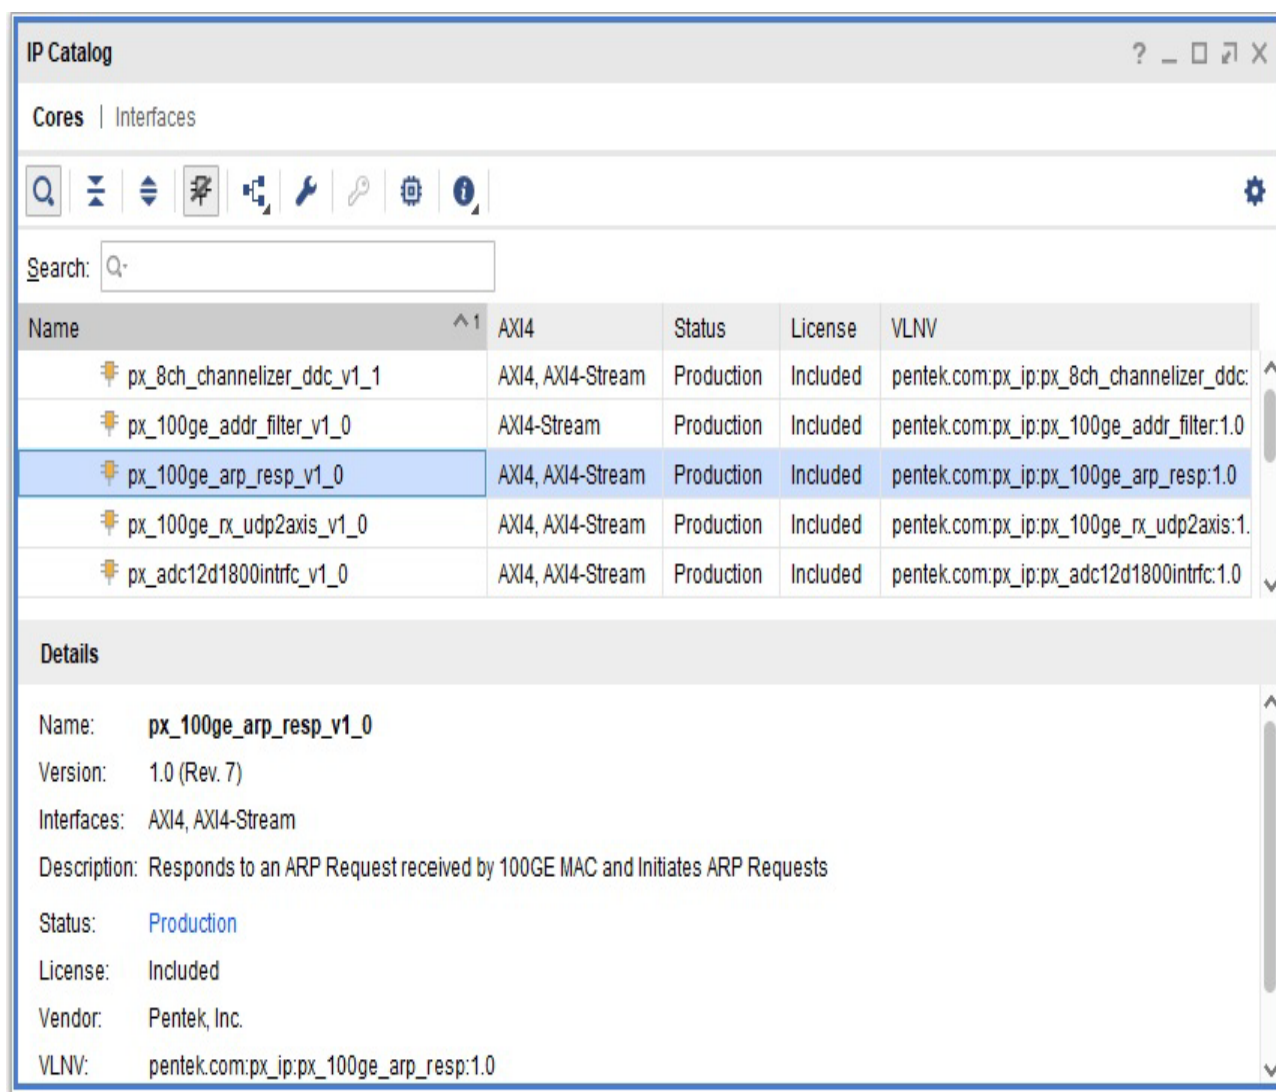 IP Catalog
Cores | Interfaces
Search:
Name 1 AXI4 Status License VLNV
px_8ch_channelizer_ddc_v1_1 AXI4, AXI4-Stream Production Included pentek.com:px_ip:px_8ch_channelizer_ddc:
px_100ge_addr_filter_v1_0 AXI4-Stream Production Included pentek.com:px_ip:px_100ge_addr_filter:1.0
px_100ge_arp_resp_v1_0 AXI4, AXI4-Stream Production Included pentek.com:px_ip:px_100ge_arp_resp:1.0
px_100ge_rx_udp2axis_v1_0 AXI4, AXI4-Stream Production Included pentek.com:px_ip:px_100ge_rx_udp2axis:1.
px_adc12d1800intrfc_v1_0 AXI4, AXI4-Stream Production Included pentek.com:px_ip:px_adc12d1800intrfc:1.0
Details
Name: px_100ge_arp_resp_v1_0
Version: 1.0 (Rev. 7)
Interfaces: AXI4, AXI4-Stream
Description: Responds to an ARP Request received by 100GE MAC and Initiates ARP Requests
Status: Production
License: Included
Vendor: Pentek, Inc.
VLNV: pentek.com:px_ip:px_100ge_arp_resp:1.0